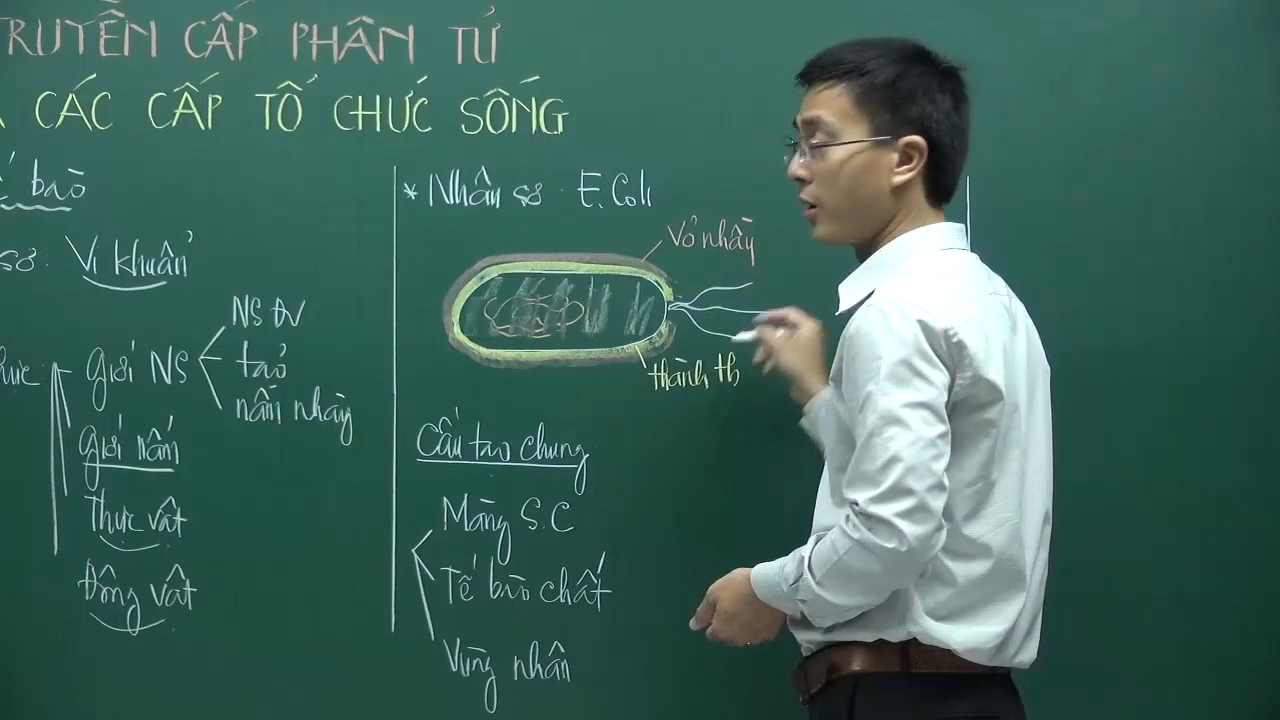 TRUYỀN CẤP PHÂN TỬ
CÁC CẤP TỔ CHỨC SỐNG
bào
sơ: Vi khuẩn
NS ĐV
giới NS
tảo
nấm nhày
Giới nấm
Thực vật
Động vật
* Nhân sơ: E. Coli
Vỏ nhầy
thành tb
Cấu tạo chung
Màng S.C
Tế bào chất
Vùng nhân